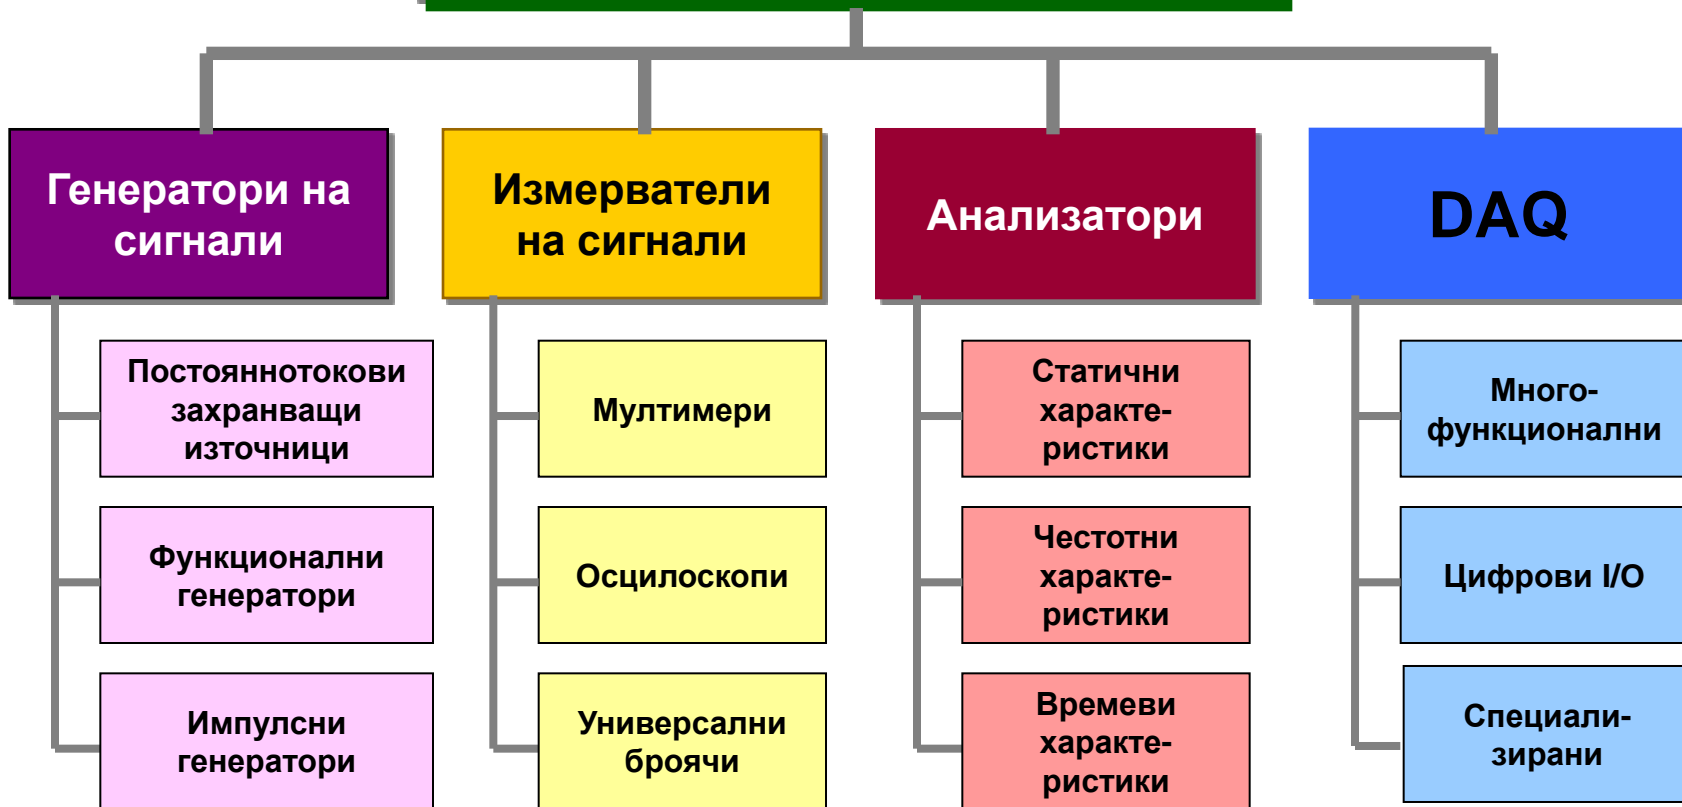 Генератори на
сигнали
Измерватели
на сигнали
Анализатори
DAQ
Постояннотокови
захранващи
източници
Мултимери
Статични
характе-
ристики
Много-
функционални
Функционални
генератори
Осцилоскопи
Честотни
характе-
ристики
Цифрови I/O
Импулсни
генератори
Универсални
броячи
Времеви
характе-
ристики
Специали-
зирани